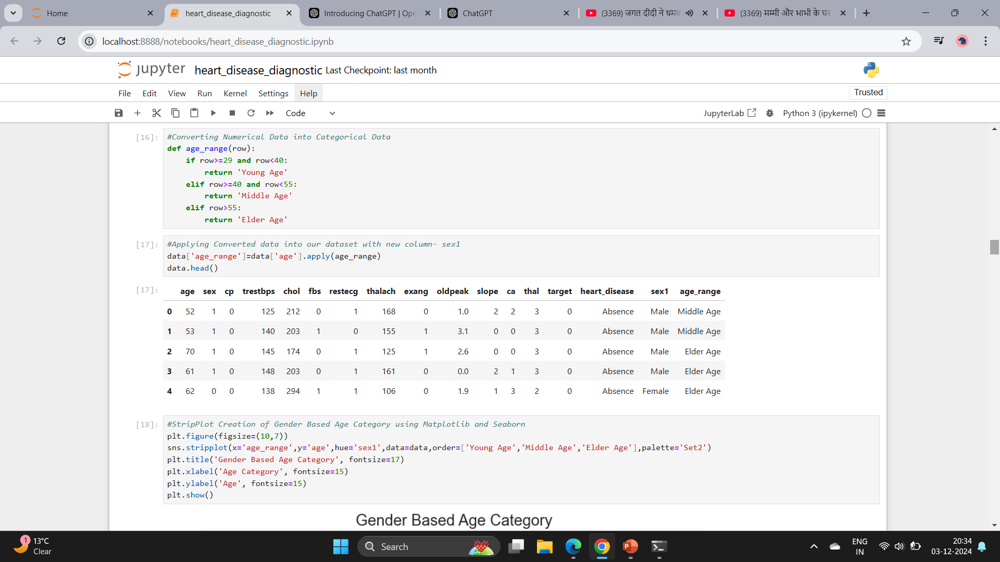 Home
heart_disease_diagnostic
Introducing ChatGPT | Ope
ChatGPT
(3369) जगत दीदी ने धमक
(3369) मम्मी और भाभी के घर
localhost:8888/notebooks/heart_disease_diagnostic.ipynb
jupyter heart_disease_diagnostic Last Checkpoint: last month
File Edit View Run Kernel Settings Help
Trusted
Code
JupyterLab
Python 3 (ipykernel)
[16]:
#Converting Numerical Data into Categorical Data
def age_range(row):
    if row>=29 and row<40:
        return 'Young Age'
    elif row>=40 and row<55:
        return 'Middle Age'
    elif row>55:
        return 'Elder Age'
[17]:
#Applying Converted data into our dataset with new column- sex1
data['age_range']=data['age'].apply(age_range)
data.head()
[17]:
age sex cp trestbps chol fbs restecg thalach exang oldpeak slope ca thal target heart_disease sex1 age_range
0 52 1 0 125 212 0 1 168 0 1.0 2 2 3 0 Absence Male Middle Age
1 53 1 0 140 203 1 0 155 1 3.1 0 0 3 0 Absence Male Middle Age
2 70 1 0 145 174 0 1 125 1 2.6 0 0 3 0 Absence Male Elder Age
3 61 1 0 148 203 0 1 161 0 0.0 2 1 3 0 Absence Male Elder Age
4 62 0 0 138 294 1 1 106 0 1.9 1 3 2 0 Absence Female Elder Age
[18]:
#StripPlot Creation of Gender Based Age Category using Matplotlib and Seaborn
plt.figure(figsize=(10,7))
sns.stripplot(x='age_range',y='age',hue='sex1',data=data,order=['Young Age','Middle Age','Elder Age'],palette='Set2')
plt.title('Gender Based Age Category', fontsize=17)
plt.xlabel('Age Category', fontsize=15)
plt.ylabel('Age', fontsize=15)
plt.show()
Gender Based Age Category
1
13°C
Clear
Search
P
ENG
IN
20:34
03-12-2024